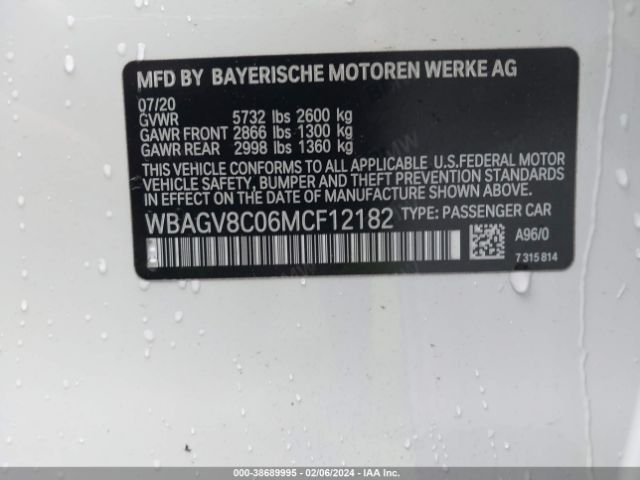 MFD BY BAYERISCHE MOTOREN WERKE AG
07/20
GVWR 5732 lbs 2600 kg
GAWR FRONT 2866 lbs 1300 kg
GAWR REAR 2998 lbs 1360 kg
THIS VEHICLE CONFORMS TO ALL APPLICABLE U.S.FEDERAL MOTOR
VEHICLE SAFETY, BUMPER AND THEFT PREVENTION STANDARDS IN
EFFECT ON THE DATE OF MANUFACTURE SHOWN ABOVE.
WBAGV8C06MCF12182 TYPE: PASSENGER CAR
A96/0
7 315 814
000-38689995 - 02/06/2024 - IAA Inc.